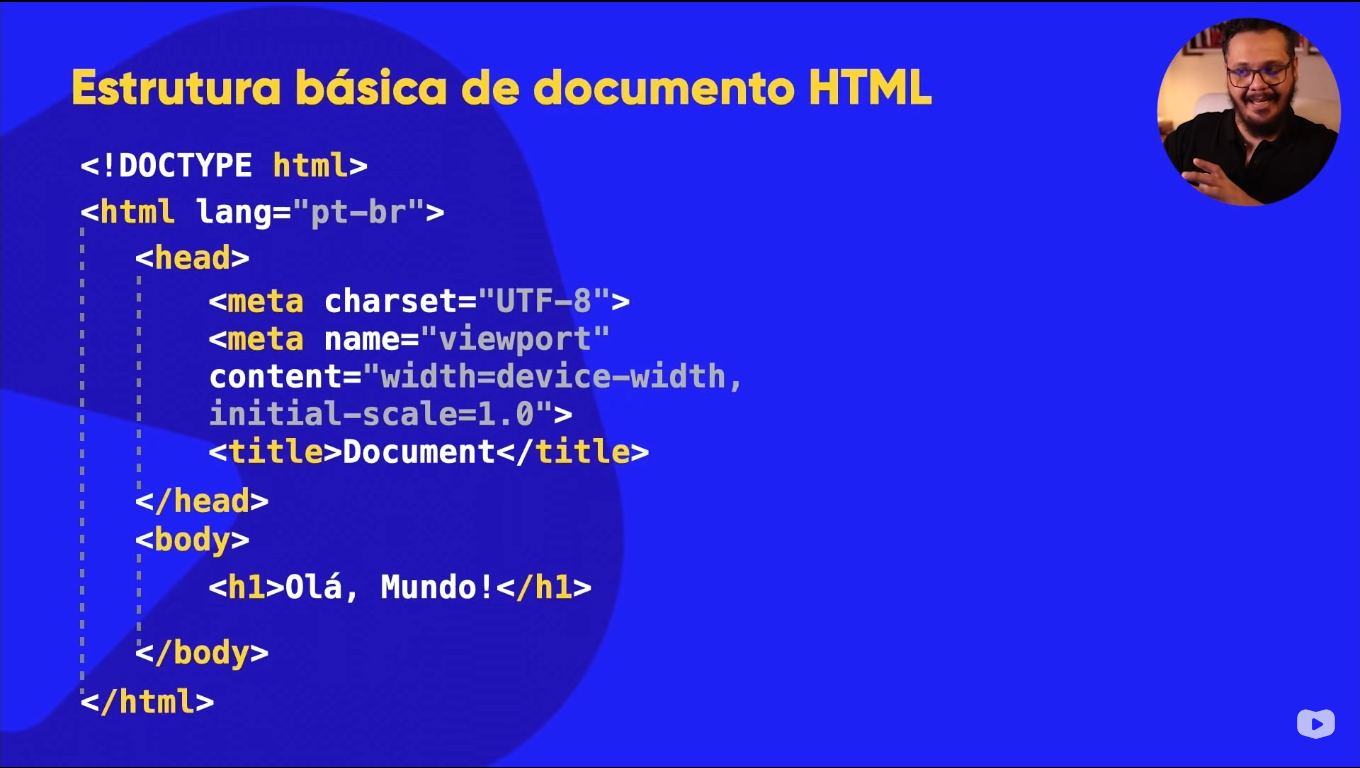 Estrutura básica de documento HTML
<!DOCTYPE html>
<html lang="pt-br">
<head>
<meta charset="UTF-8">
<meta name="viewport"
content="width=device-width,
initial-scale=1.0">
<title>Document</title>
</head>
<body>
<h1>Olá, Mundo!</h1>
</body>
</html>